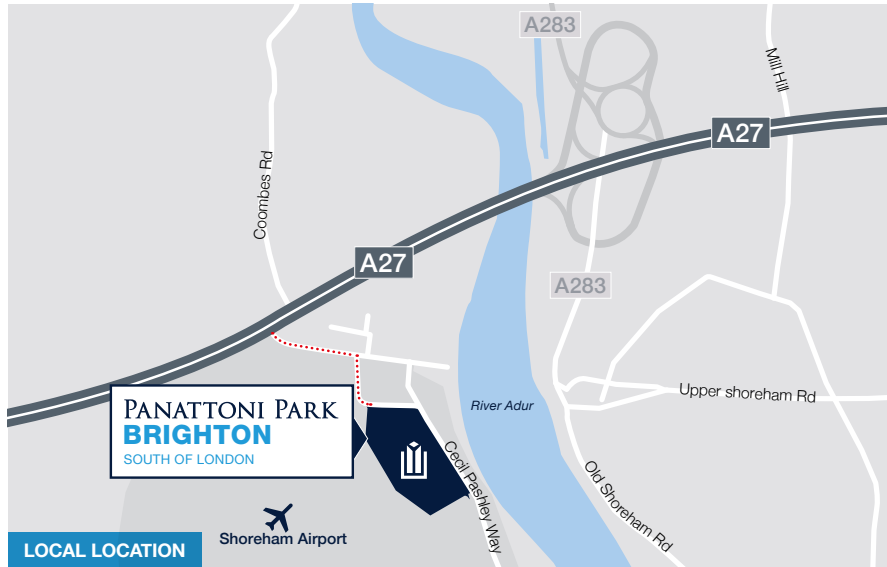 A283
Mill Hill
A27
Coombes Rd
A27
A283
PANATTONI PARK
BRIGHTON
SOUTH OF LONDON
River Adur
Upper shoreham Rd
Cecil Pashley Way
Old Shoreham Rd
Shoreham Airport
LOCAL LOCATION